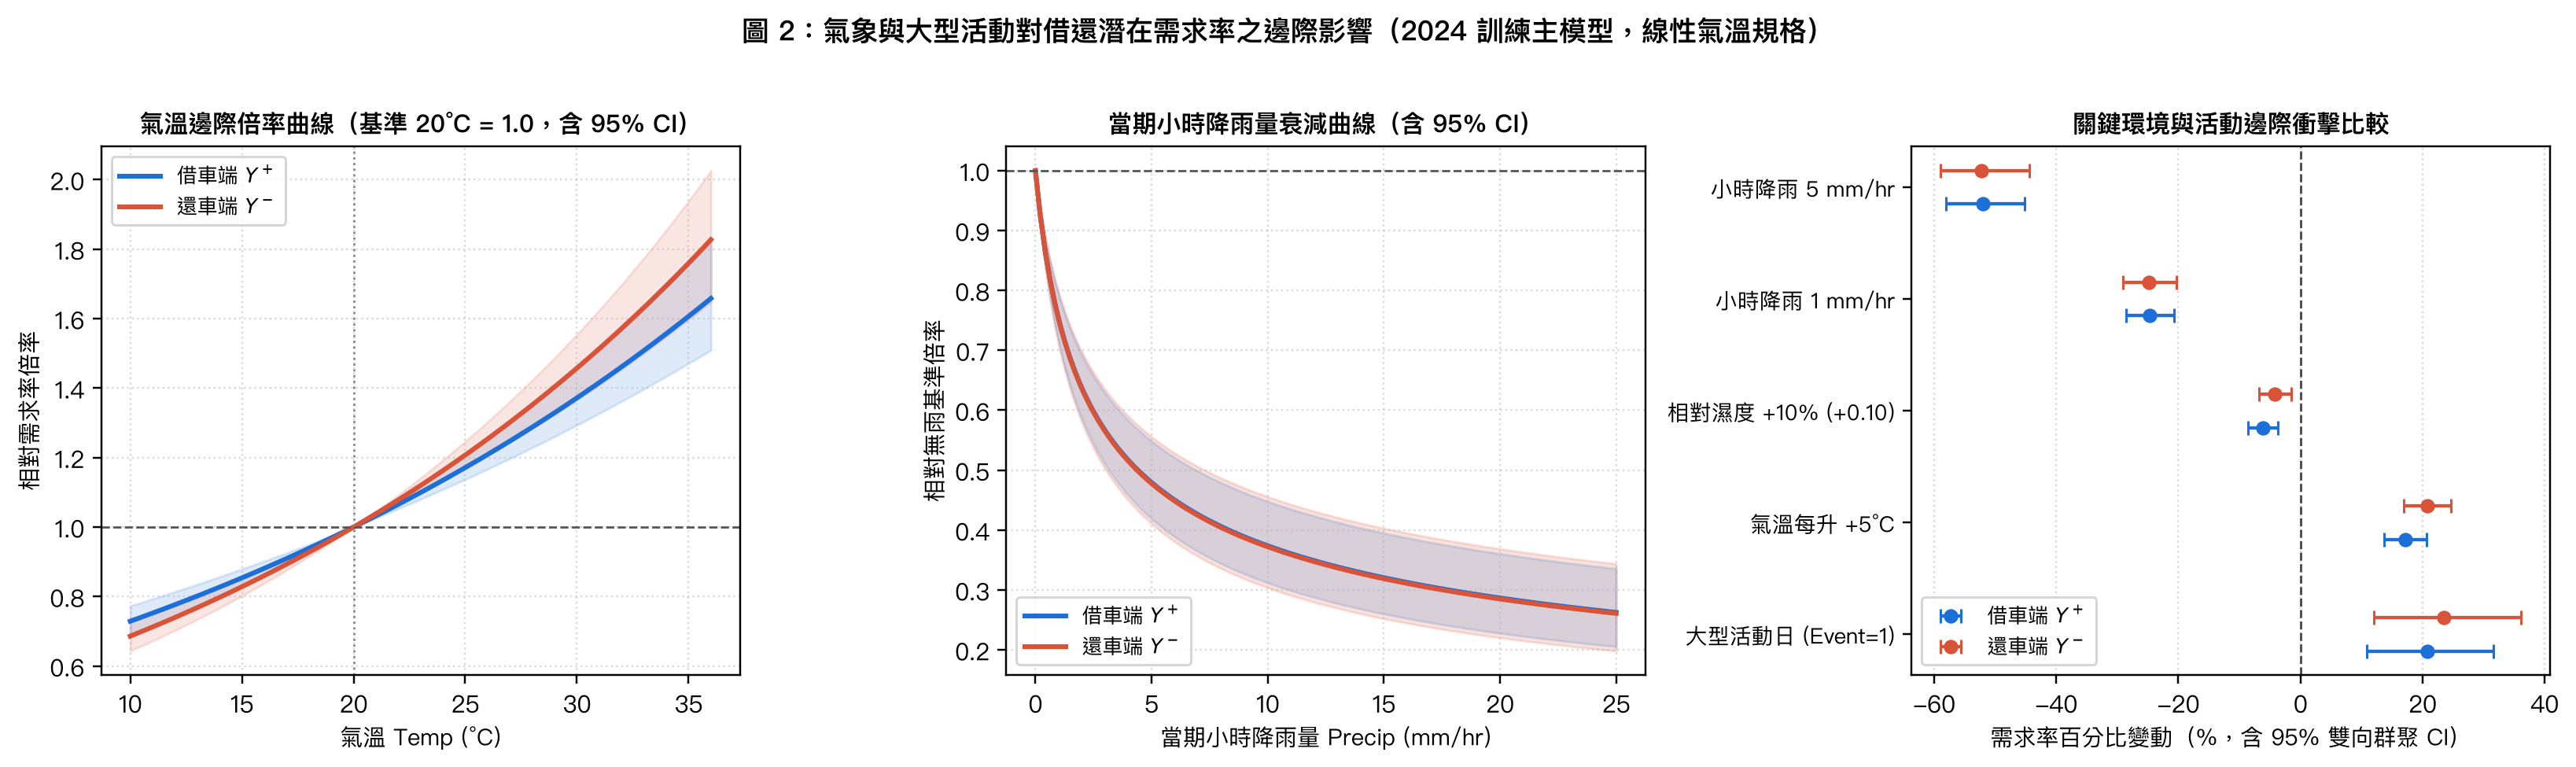 圖 2：氣象與大型活動對借還潛在需求率之邊際影響（2024 訓練主模型，線性氣溫規格）
氣溫邊際倍率曲線（基準 20°C = 1.0，含 95% CI）
相對需求率倍率
2.0
1.8
1.6
1.4
1.2
1.0
0.8
0.6
借車端 Y⁺
還車端 Y⁻
10 15 20 25 30 35
氣溫 Temp (°C)
當期小時降雨量衰減曲線（含 95% CI）
相對無雨基準倍率
1.0
0.9
0.8
0.7
0.6
0.5
0.4
0.3
0.2
借車端 Y⁺
還車端 Y⁻
0 5 10 15 20 25
當期小時降雨量 Precip (mm/hr)
關鍵環境與活動邊際衝擊比較
小時降雨 5 mm/hr
小時降雨 1 mm/hr
相對濕度 +10% (+0.10)
氣溫每升 +5°C
大型活動日 (Event=1)
借車端 Y⁺
還車端 Y⁻
−60 −40 −20 0 20 40
需求率百分比變動（%，含 95% 雙向群聚 CI）